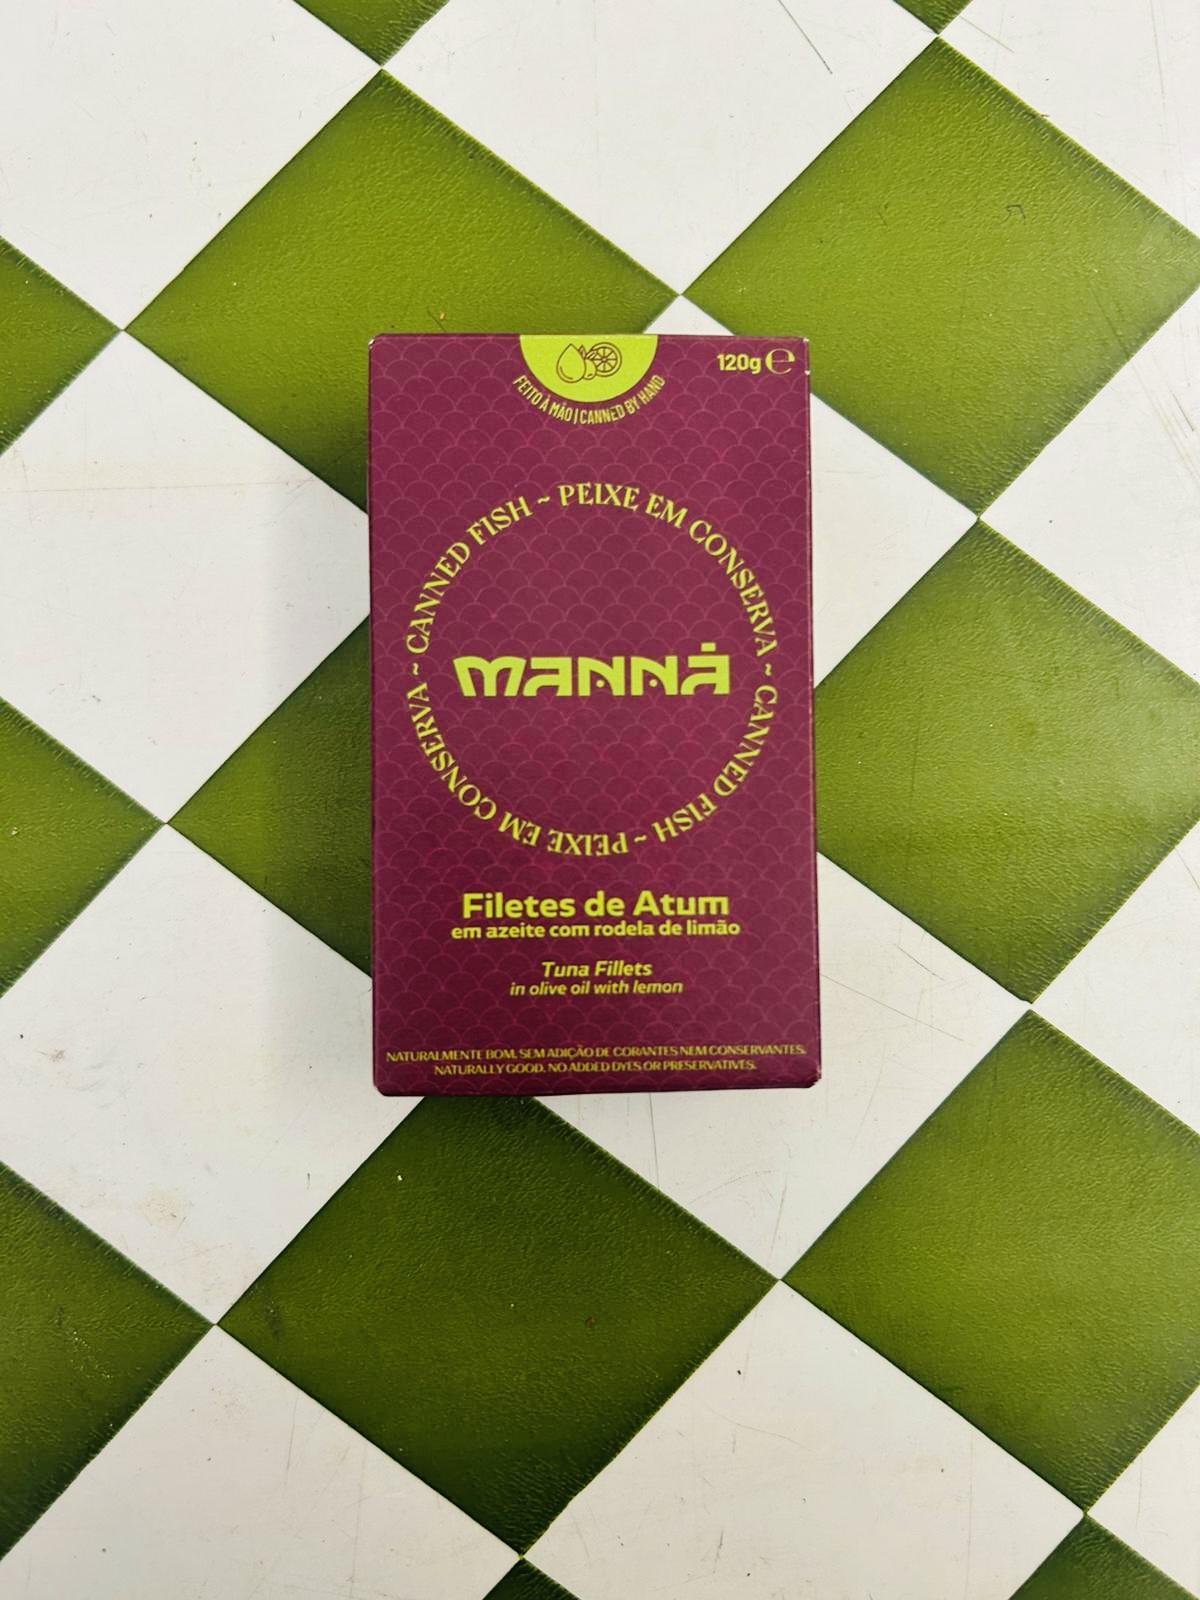 120g ℮
FEITO À MÃO | CANNED BY HAND
CANNED FISH ~ PEIXE EM CONSERVA ~ CANNED FISH ~ PEIXE EM CONSERVA ~
MANNÁ
Filetes de Atum
em azeite com rodela de limão
Tuna Fillets
in olive oil with lemon
NATURALMENTE BOM. SEM ADIÇÃO DE CORANTES NEM CONSERVANTES.
NATURALLY GOOD. NO ADDED DYES OR PRESERVATIVES.